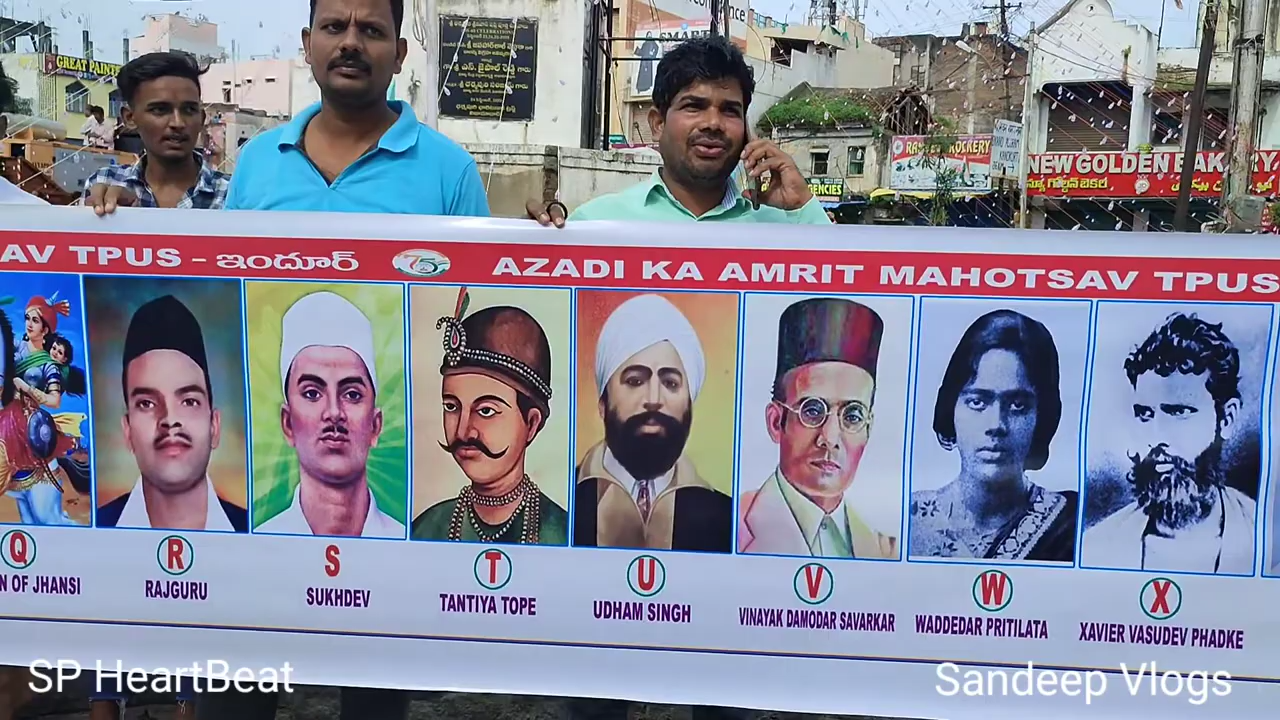 GREAT PAINTS
NEW GOLDEN BAKERY
న్యూ గోల్డెన్ బెకరీ
AV TPUS - ఇందూర్
75
AZADI KA AMRIT MAHOTSAV TPUS
Q
R
S
T
U
V
W
X
N OF JHANSI
RAJGURU
SUKHDEV
TANTIYA TOPE
UDHAM SINGH
VINAYAK DAMODAR SAVARKAR
WADDEDAR PRITILATA
XAVIER VASUDEV PHADKE
SP HeartBeat
Sandeep Vlogs